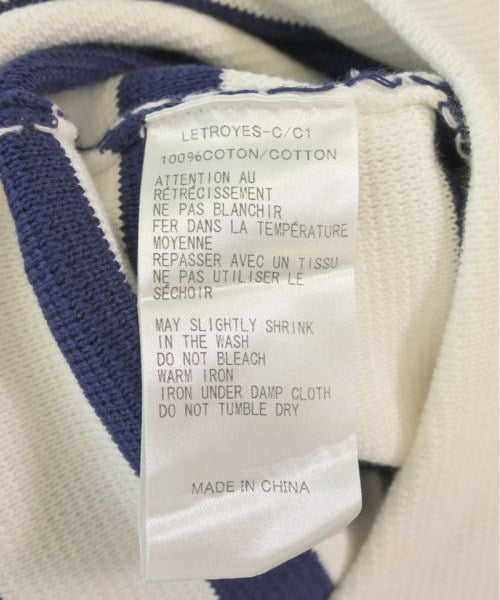 LETROYES-C/C1
100%COTON/COTTON
ATTENTION AU
RÉTRÉCISSEMENT
NE PAS BLANCHIR
FER DANS LA TEMPÉRATURE
MOYENNE
REPASSER AVEC UN TISSU
NE PAS UTILISER LE
SÉCHOIR
MAY SLIGHTLY SHRINK
IN THE WASH
DO NOT BLEACH
WARM IRON
IRON UNDER DAMP CLOTH
DO NOT TUMBLE DRY
MADE IN CHINA